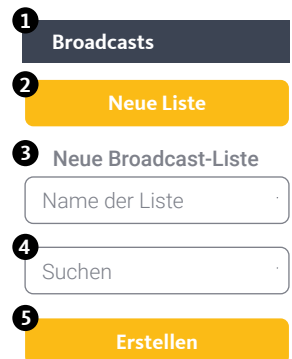 1
Broadcasts
2
Neue Liste
3 Neue Broadcast-Liste
Name der Liste
4
Suchen
5
Erstellen